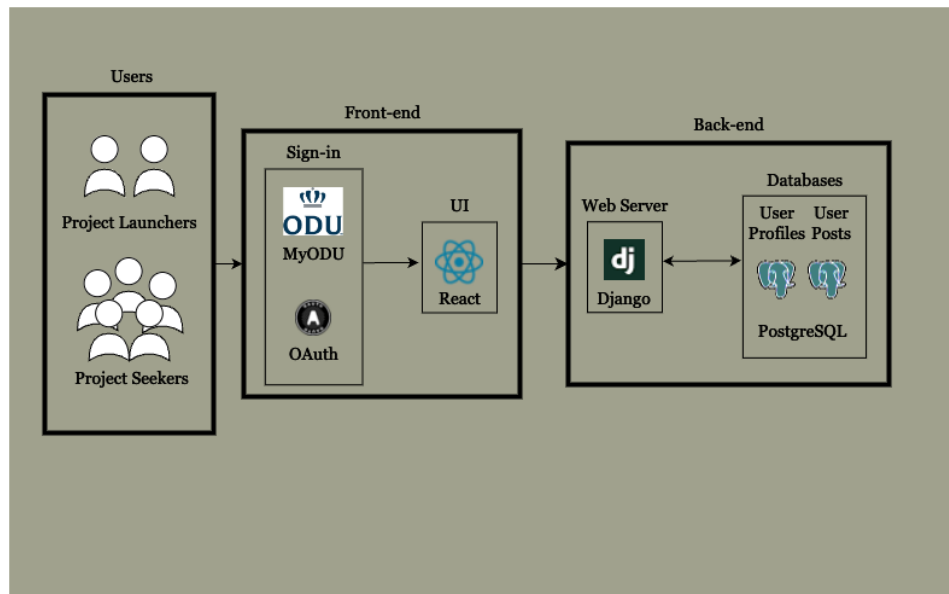 Users
Project Launchers
Project Seekers
Front-end
Sign-in
ODU
MyODU
A
OAuth
UI
React
Back-end
Web Server
dj
Django
Databases
User Profiles
User Posts
PostgreSQL